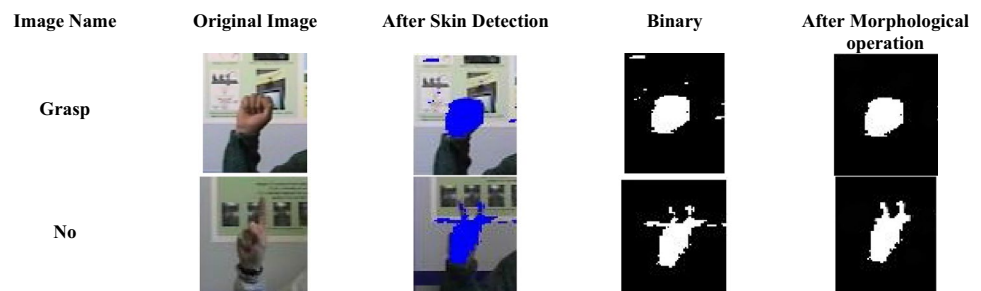 Image Name Original Image After Skin Detection Binary After Morphological
operation
Grasp
No